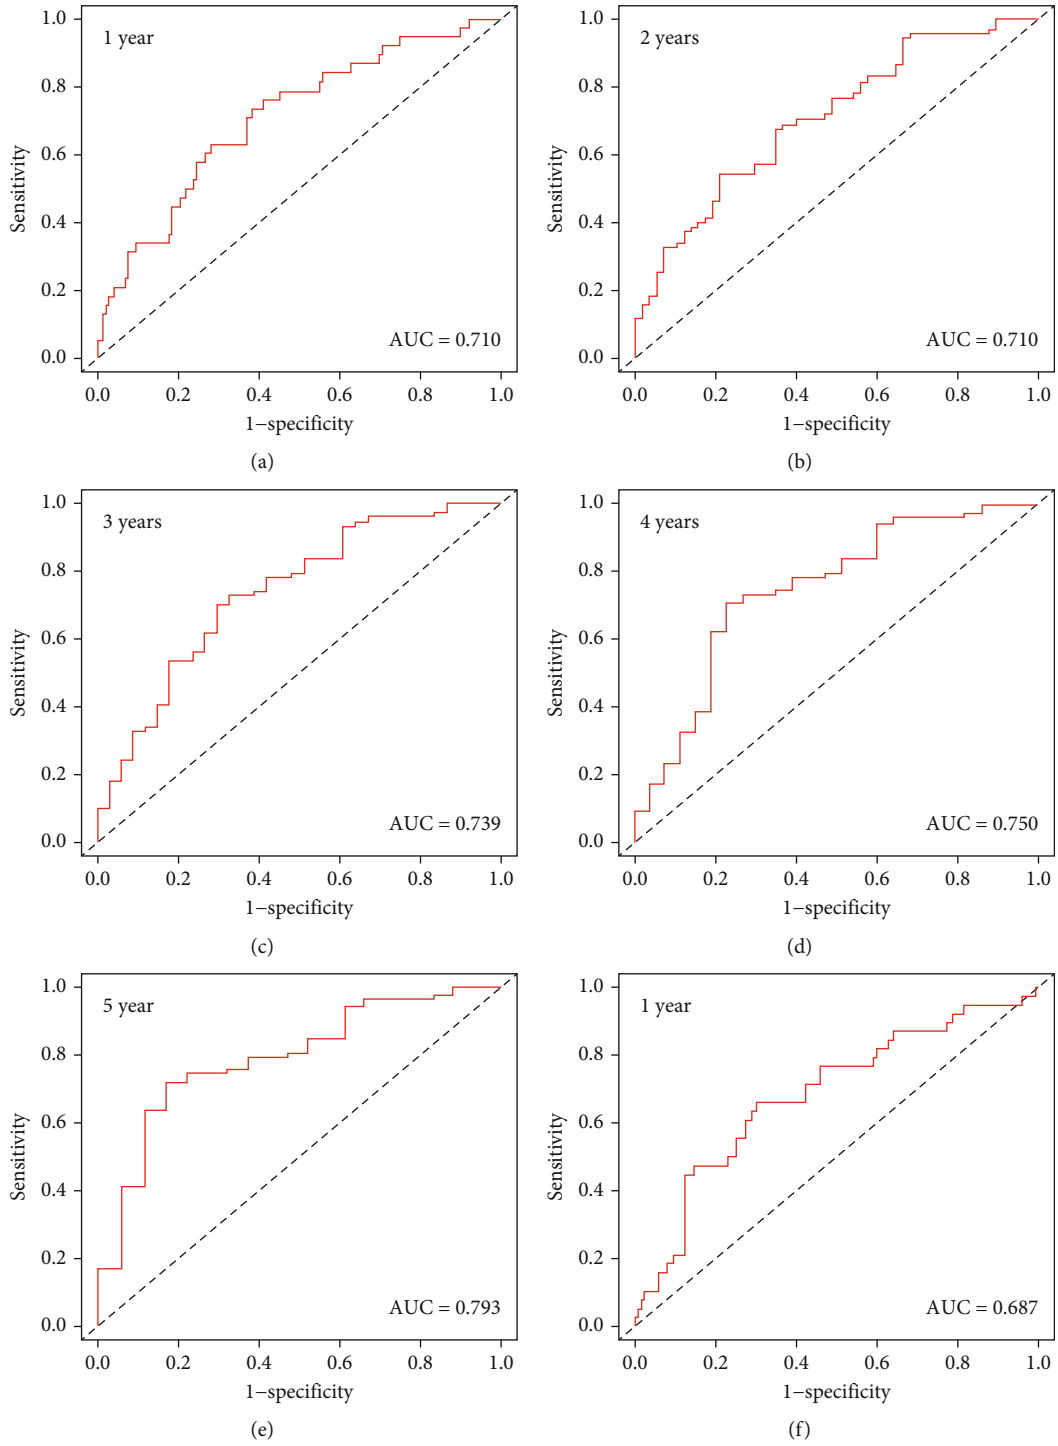 1.0
0.8
0.6
0.4
0.2
0.0
Sensitivity
1 year
AUC = 0.710
0.0 0.2 0.4 0.6 0.8 1.0
1−specificity
(a)
1.0
0.8
0.6
0.4
0.2
0.0
Sensitivity
2 years
AUC = 0.710
0.0 0.2 0.4 0.6 0.8 1.0
1−specificity
(b)
1.0
0.8
0.6
0.4
0.2
0.0
Sensitivity
3 years
AUC = 0.739
0.0 0.2 0.4 0.6 0.8 1.0
1−specificity
(c)
1.0
0.8
0.6
0.4
0.2
0.0
Sensitivity
4 years
AUC = 0.750
0.0 0.2 0.4 0.6 0.8 1.0
1−specificity
(d)
1.0
0.8
0.6
0.4
0.2
0.0
Sensitivity
5 year
AUC = 0.793
0.0 0.2 0.4 0.6 0.8 1.0
1−specificity
(e)
1.0
0.8
0.6
0.4
0.2
0.0
Sensitivity
1 year
AUC = 0.687
0.0 0.2 0.4 0.6 0.8 1.0
1−specificity
(f)